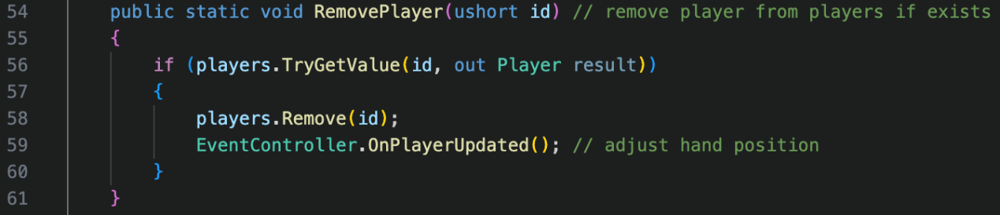 54 public static void RemovePlayer(ushort id) // remove player from players if exists
55 {
56 if (players.TryGetValue(id, out Player result))
57 {
58 players.Remove(id);
59 EventController.OnPlayerUpdated(); // adjust hand position
60 }
61 }